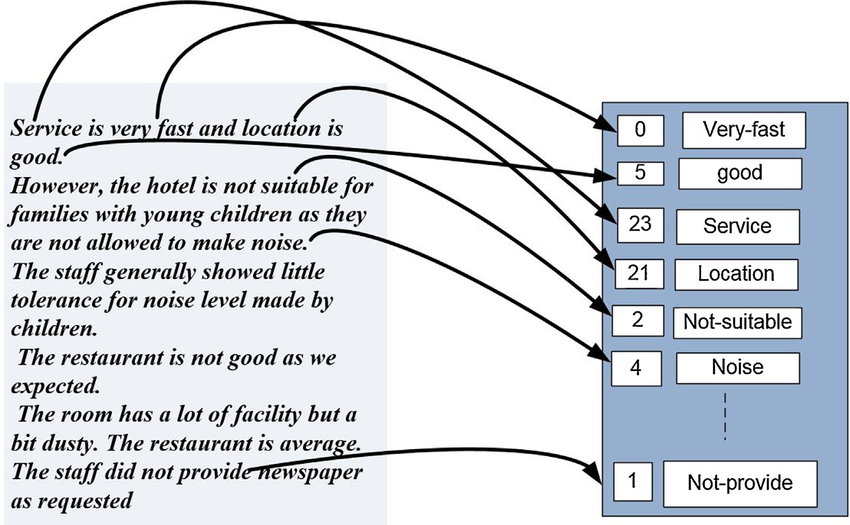 Service is very fast and location is
good.
However, the hotel is not suitable for
families with young children as they
are not allowed to make noise.
The staff generally showed little
tolerance for noise level made by
children.
The restaurant is not good as we
expected.
The room has a lot of facility but a
bit dusty. The restaurant is average.
The staff did not provide newspaper
as requested
0 Very-fast
5 good
23 Service
21 Location
2 Not-suitable
4 Noise
1 Not-provide